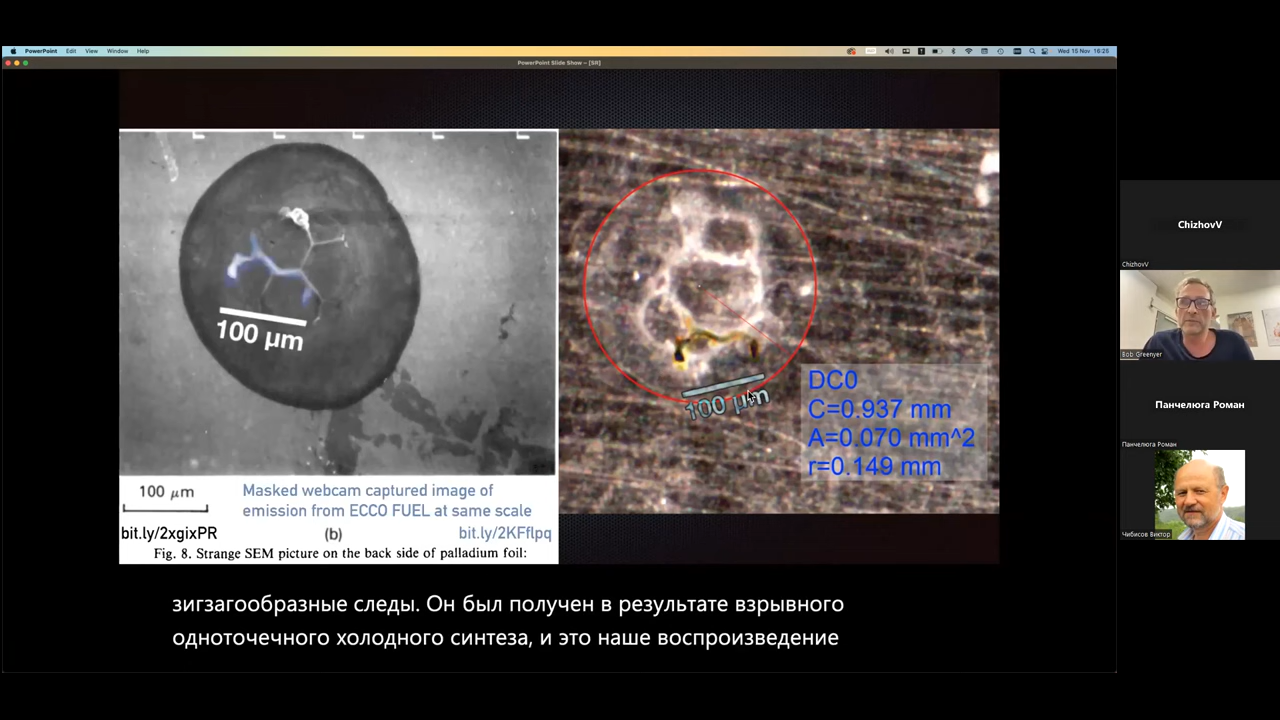 PowerPoint Edit View Window Help
Wed 15 Nov 16:25
PowerPoint Slide Show – [SR]
100 μm
100 μm
Masked webcam captured image of
emission from ECCO FUEL at same scale
bit.ly/2xgixPR
(b)
bit.ly/2KFflpq
Fig. 8. Strange SEM picture on the back side of palladium foil:
100 μm
DC0
C=0.937 mm
A=0.070 mm^2
r=0.149 mm
зигзагообразные следы. Он был получен в результате взрывного
одноточечного холодного синтеза, и это наше воспроизведение
ChizhovV
ChizhovV
Bob Greenyer
Панчелюга Роман
Панчелюга Роман
Чибисов Виктор